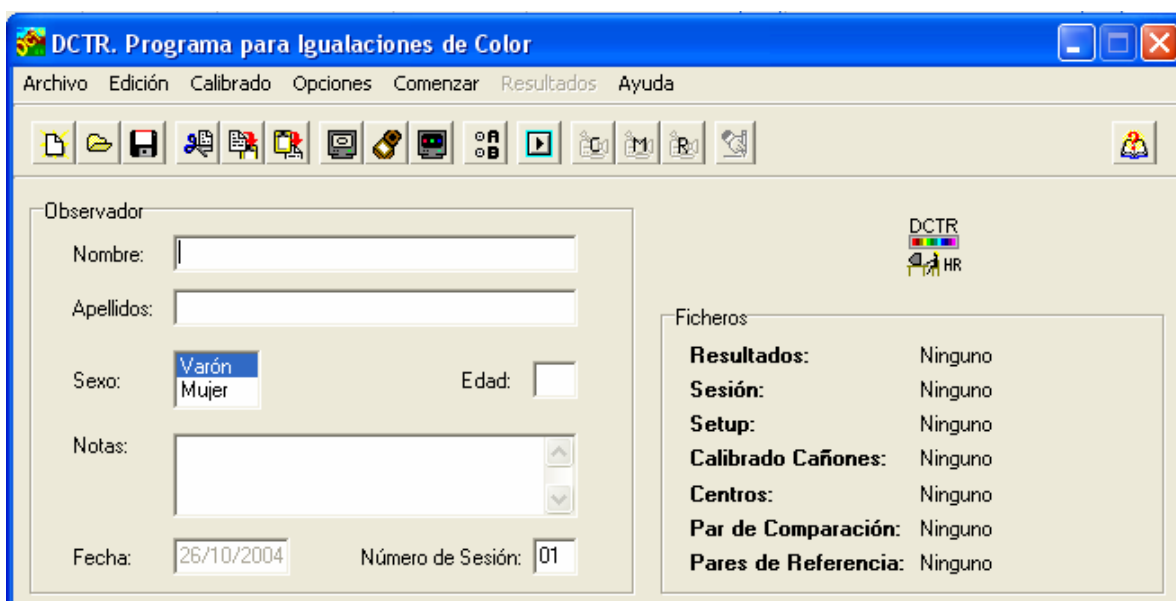 DCTR. Programa para Igualaciones de Color
Archivo Edición Calibrado Opciones Comenzar Resultados Ayuda
A
B
C
M
R
?
Observador
Nombre:
Apellidos:
Sexo:
Varón
Mujer
Edad:
Notas:
Fecha:
26/10/2004
Número de Sesión:
01
DCTR
HR
Ficheros
Resultados: Ninguno
Sesión: Ninguno
Setup: Ninguno
Calibrado Cañones: Ninguno
Centros: Ninguno
Par de Comparación: Ninguno
Pares de Referencia: Ninguno